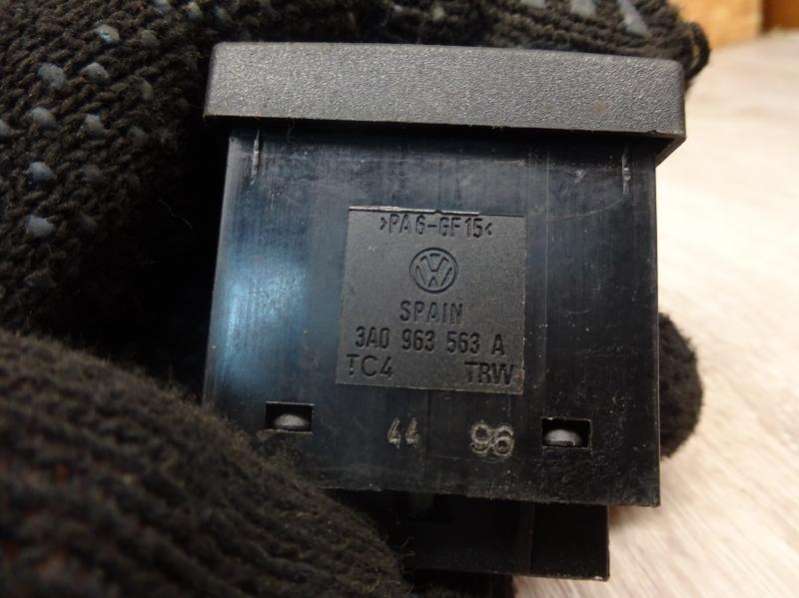 >PA6-GF15<
SPAIN
3A0 963 563 A
TC4 TRW
44 96